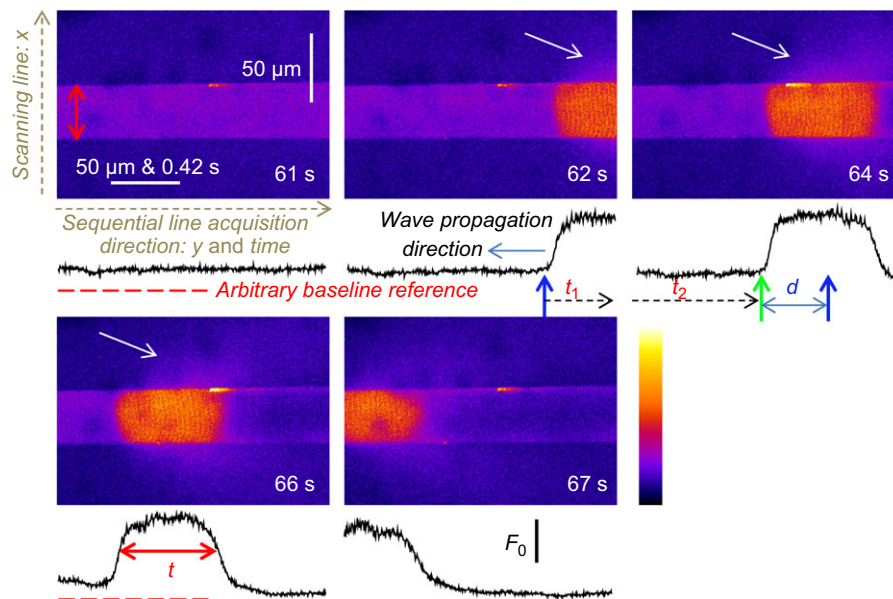 Scanning line: x
50 µm
50 µm & 0.42 s
61 s
62 s
64 s
Sequential line acquisition
direction: y and time
Wave propagation
direction
Arbitrary baseline reference
t1
t2
d
66 s
67 s
t
F0